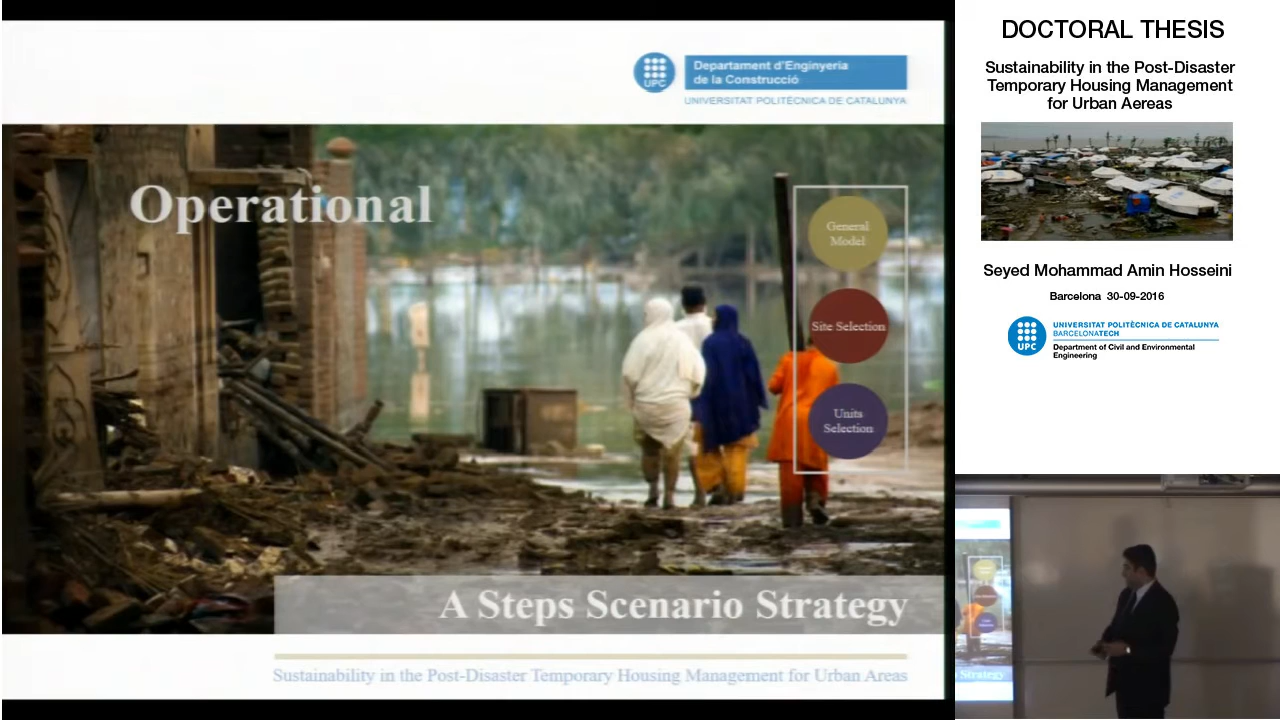 UPC
Departament d'Enginyeria
de la Construcció
UNIVERSITAT POLITÈCNICA DE CATALUNYA
Operational
General
Model
Site Selection
Units
Selection
A Steps Scenario Strategy
Sustainability in the Post-Disaster Temporary Housing Management for Urban Areas
DOCTORAL THESIS
Sustainability in the Post-Disaster
Temporary Housing Management
for Urban Aereas
Seyed Mohammad Amin Hosseini
Barcelona 30-09-2016
UPC
UNIVERSITAT POLITÈCNICA DE CATALUNYA
BARCELONATECH
Department of Civil and Environmental
Engineering
Strategy